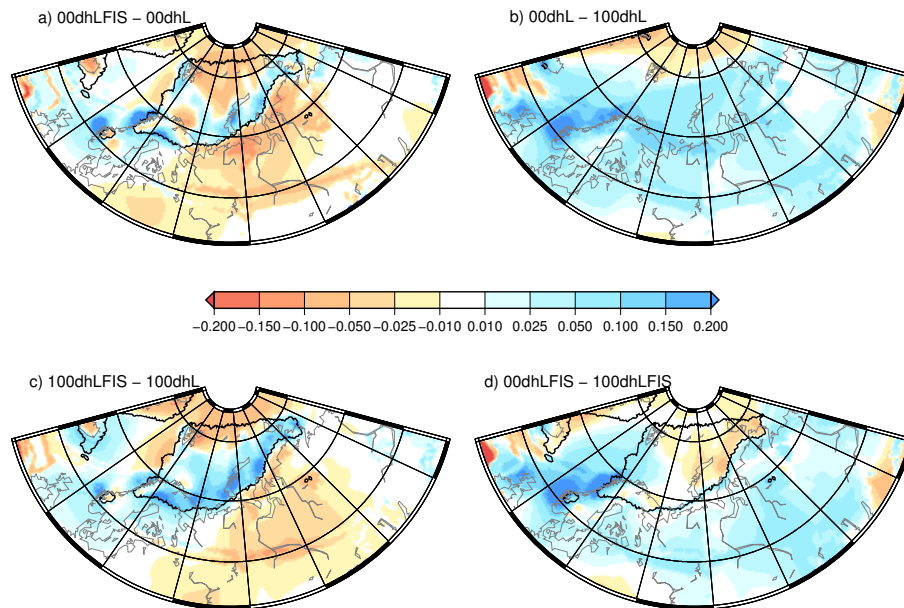 a) 00dhLFIS − 00dhL
b) 00dhL − 100dhL
−0.200 −0.150 −0.100 −0.050 −0.025 −0.010 0.010 0.025 0.050 0.100 0.150 0.200
c) 100dhLFIS − 100dhL
d) 00dhLFIS − 100dhLFIS